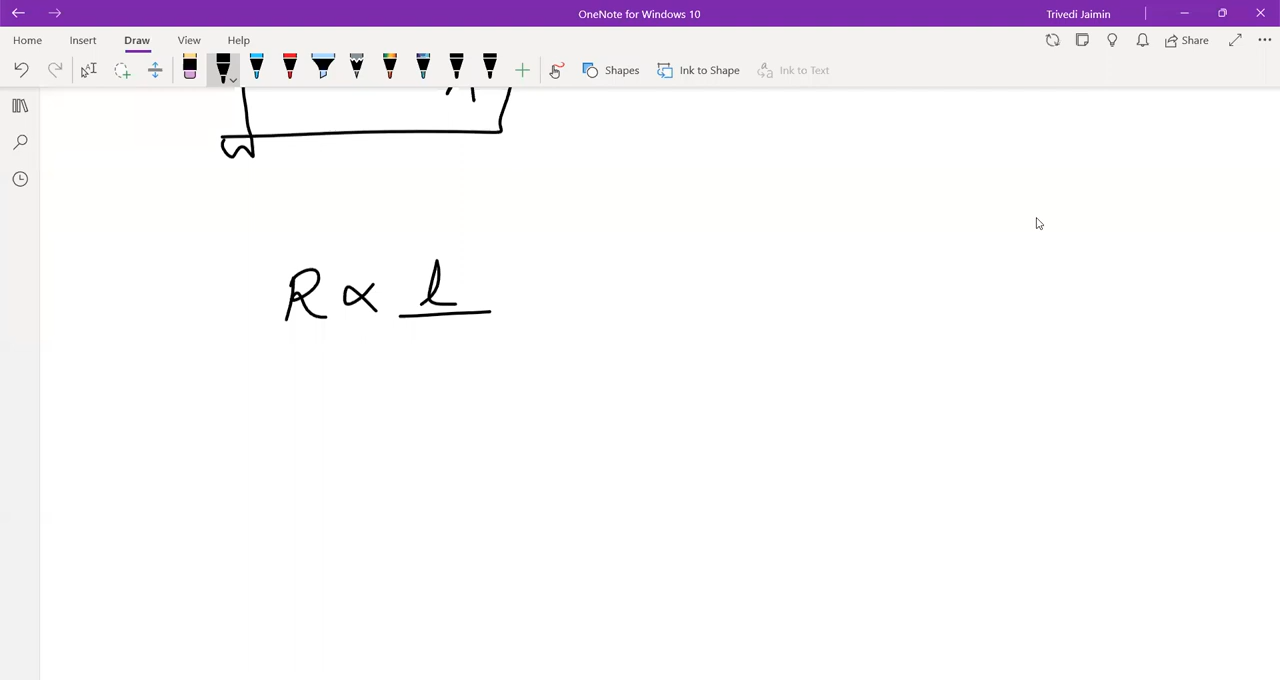 OneNote for Windows 10
Trivedi Jaimin
Home Insert Draw View Help
Share
Shapes Ink to Shape Ink to Text
R ∝ l